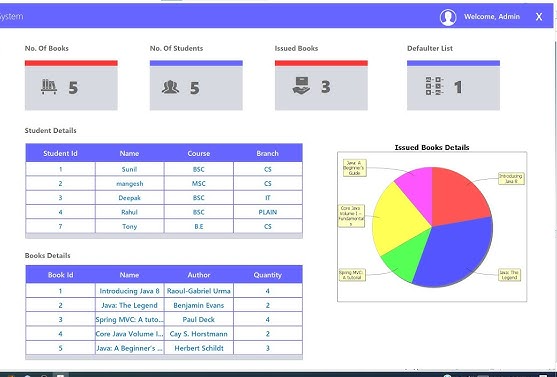 ystem
Welcome, Admin X
No. Of Books No. Of Students Issued Books Defaulter List
5 5 3 1
Student Details
Student Id Name Course Branch
1 Sunil BSC CS
2 mangesh MSC CS
3 Deepak BSC IT
4 Rahul BSC PLAIN
7 Tony B.E CS
Issued Books Details
Java: A
Beginner's
Guide
Introducing
Java 8
Core Java
Volume I -
Fundamental
s
Spring MVC:
A tutorial
Java: The
Legend
Books Details
Book Id Name Author Quantity
1 Introducing Java 8 Raoul-Gabriel Urma 4
2 Java: The Legend Benjamin Evans 2
3 Spring MVC: A tuto... Paul Deck 4
4 Core Java Volume I... Cay S. Horstmann 2
5 Java: A Beginner's ... Herbert Schildt 3